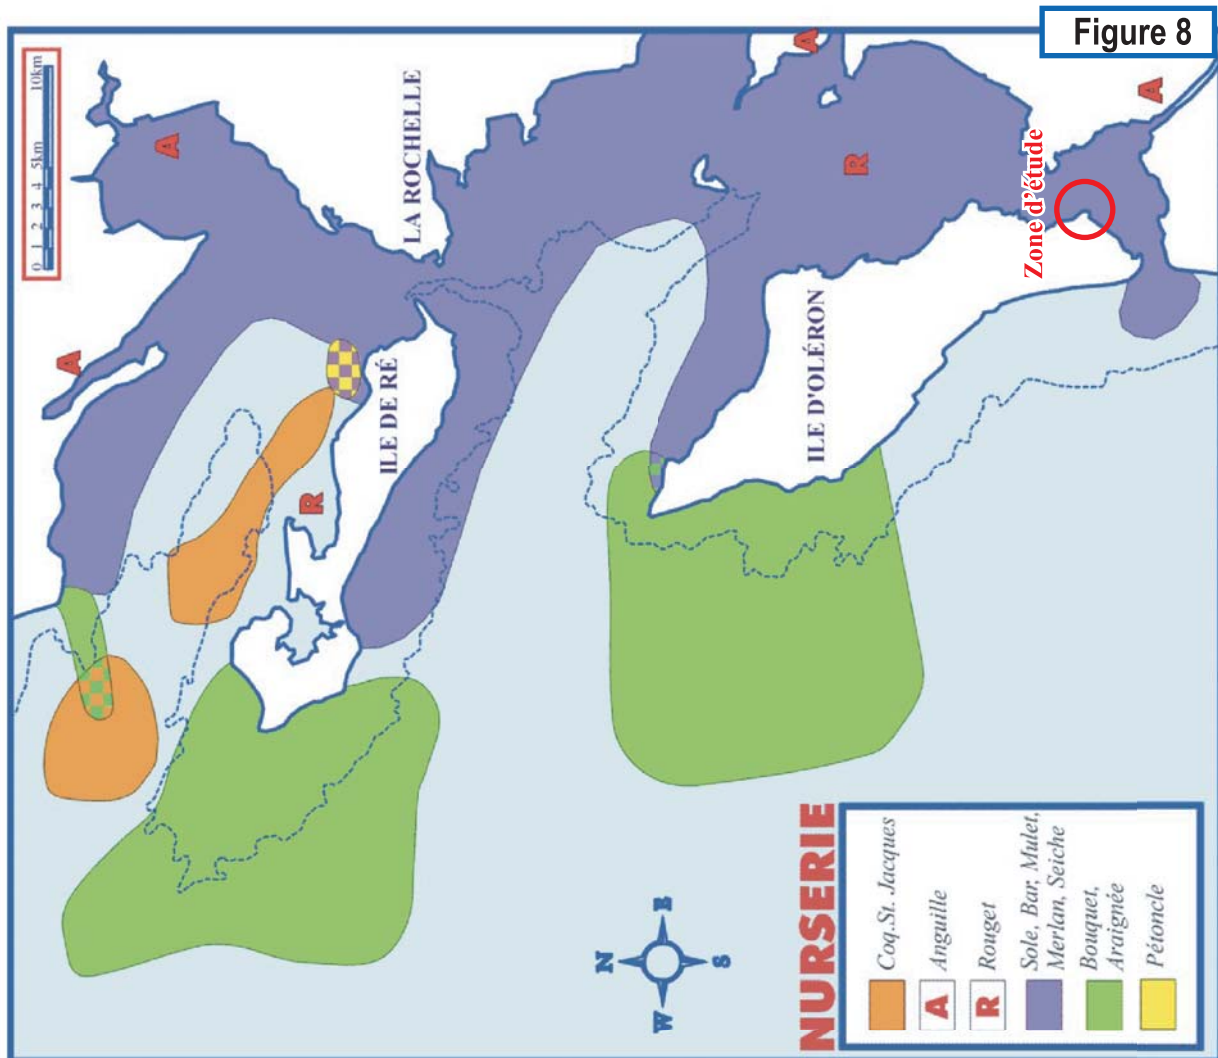 Figure 8
0 1 2 3 4 5km 10km
A
A
A
A
LA ROCHELLE
ILE DE RÉ
R
R
Zone d'étude
ILE D'OLÉRON
N
W E
S
NURSERIE
Coq.St. Jacques
A Anguille
R Rouget
Sole, Bar, Mulet,
Merlan, Seiche
Bouquet,
Araignée
Pétoncle